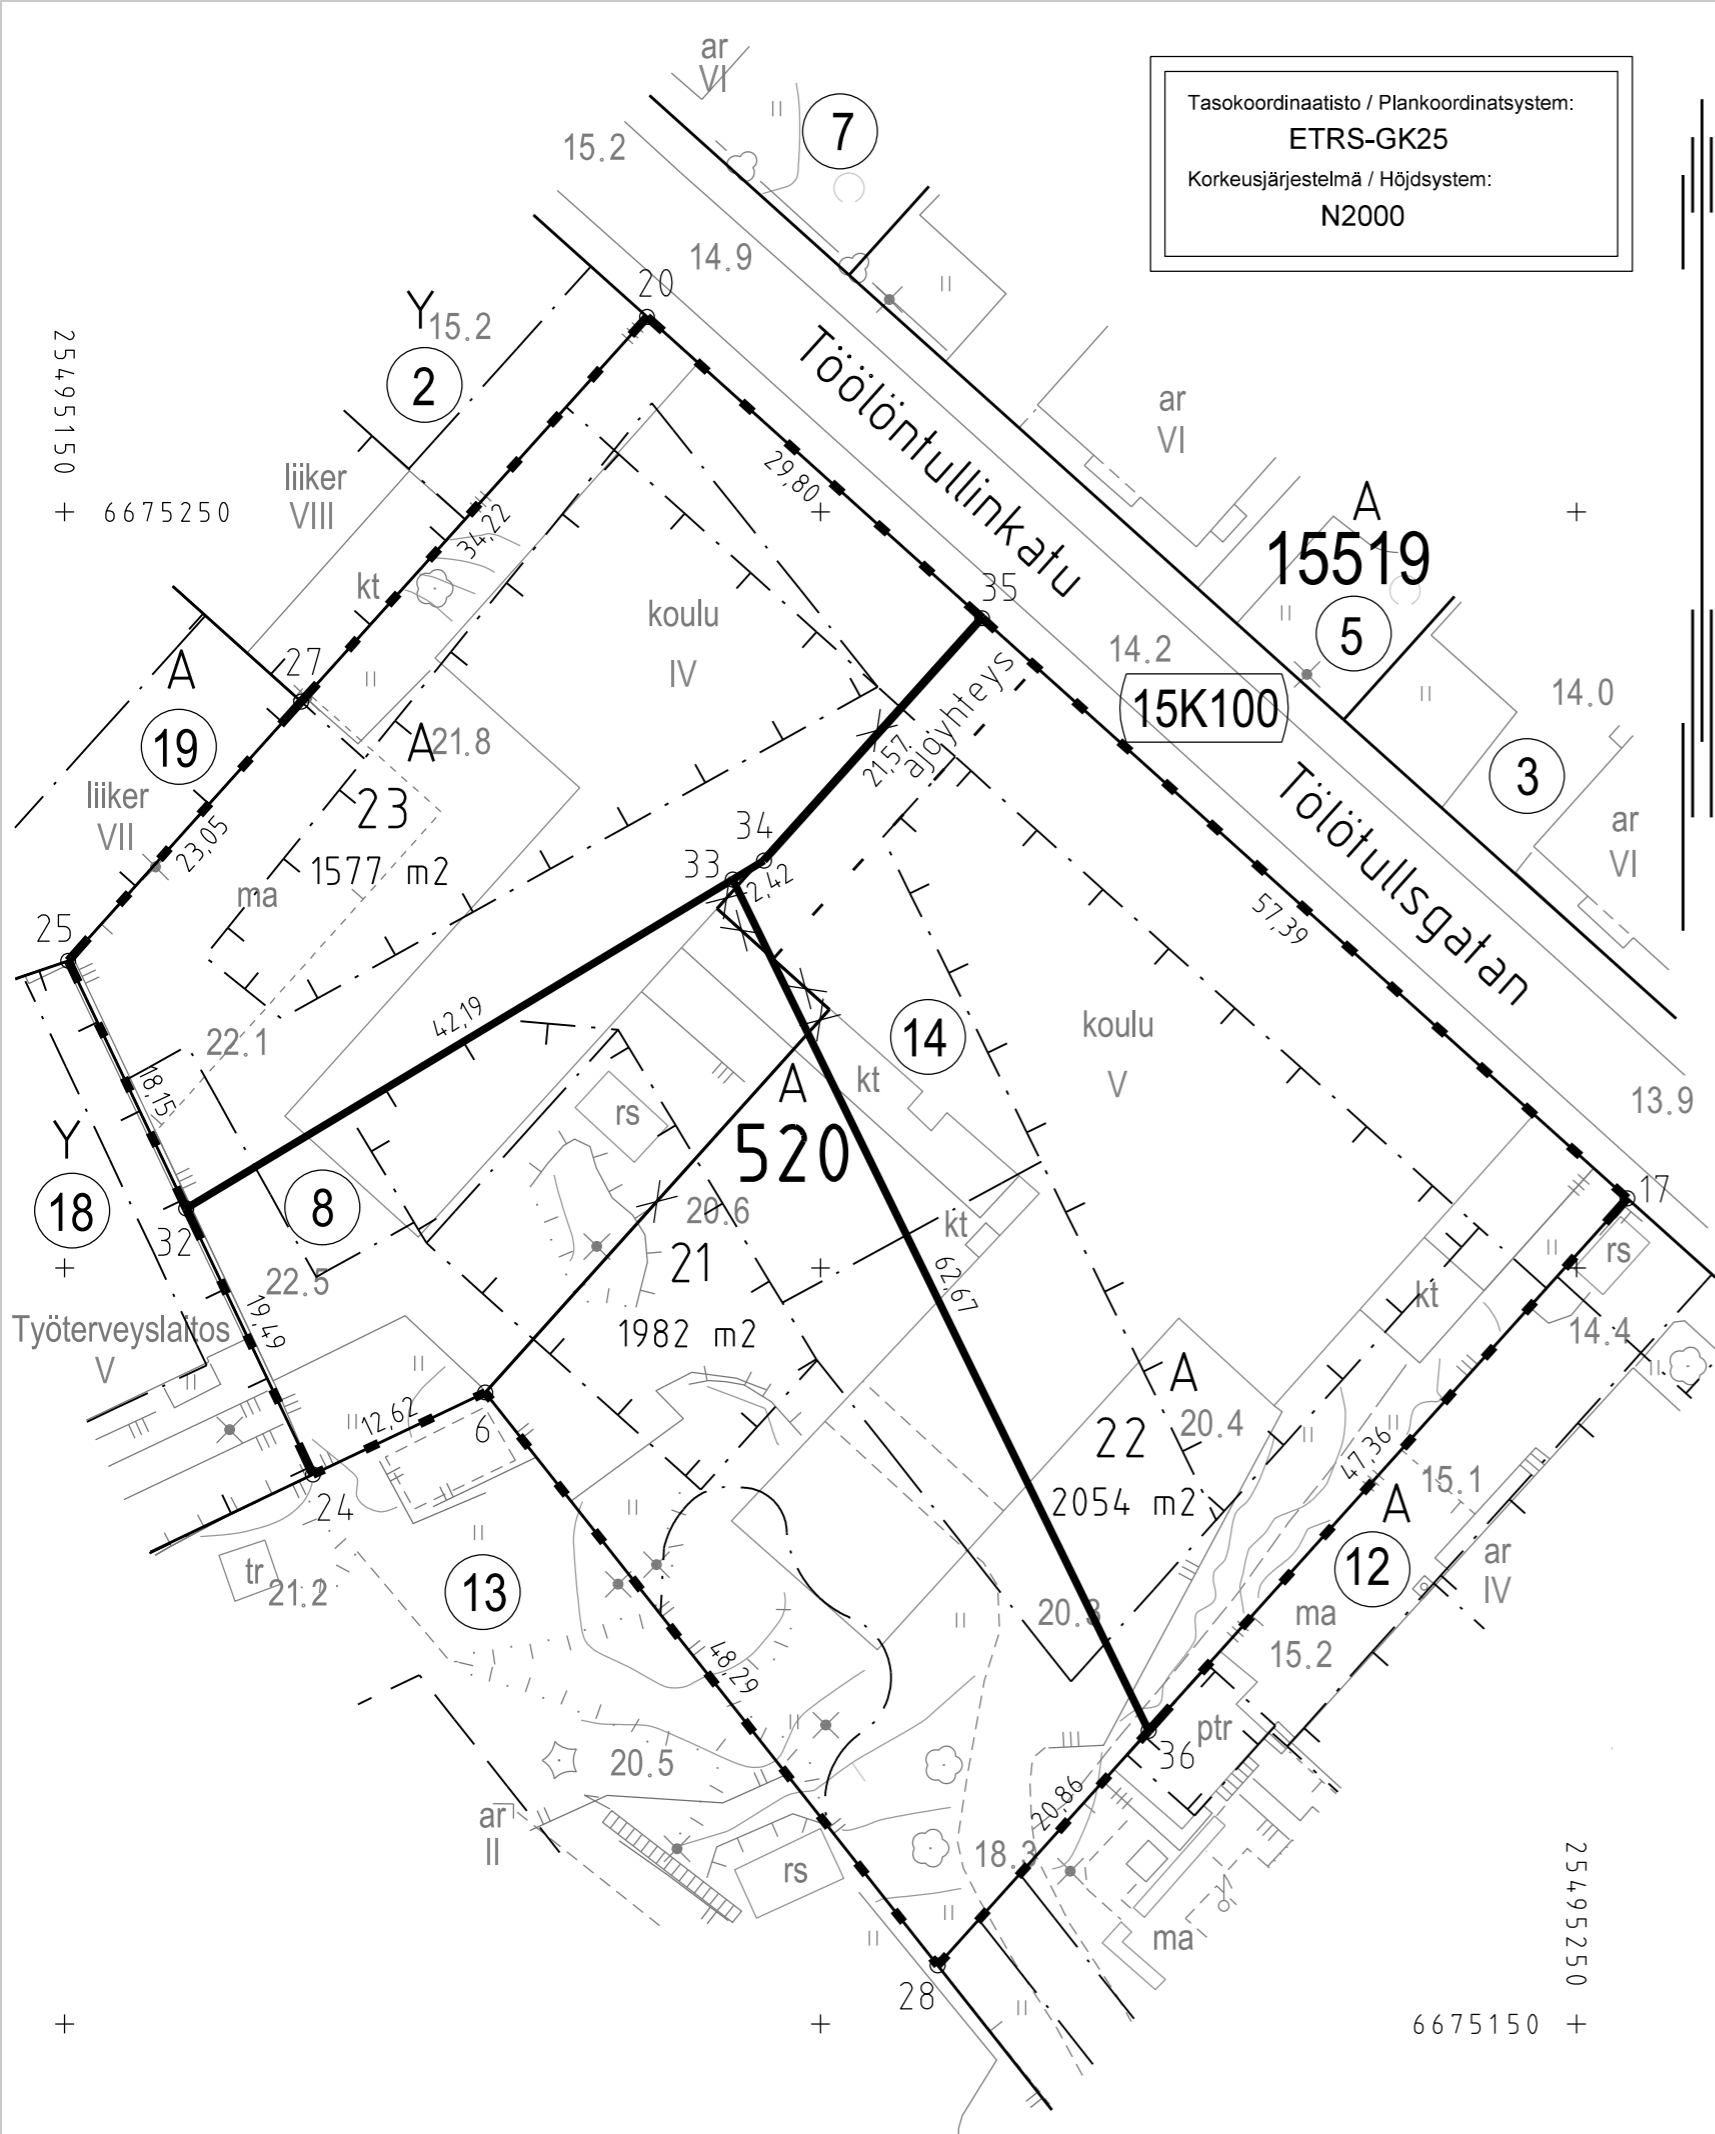 Tasokoordinaatisto / Plankoordinatsystem:
ETRS-GK25
Korkeusjärjestelmä / Höjdsystem:
N2000
ar
VI
7
15.2
14.9
20
Y
15.2
2
25495150
6675250
liiker
VIII
34,22
29,80
Töölöntullinkatu
ar
VI
A
15519
5
kt
koulu
IV
35
14.2
15K100
14.0
27
A
19
A
21.8
21,57
ajoyhteys
liiker
VII
23,05
23
1577 m2
ma
34
33
2,42
3
ar
VI
Tölötullsgatan
57,39
25
42,19
22.1
18,15
14
koulu
V
kt
A
520
rs
13.9
Y
18
8
32
20.6
kt
17
rs
22.5
21
1982 m2
62,67
kt
14.4
Työterveyslaitos
V
19,49
12,62
6
24
A
22
20.4
2054 m2
47,36
15.1
A
12
ar
IV
tr
21.2
13
20.3
ma
15.2
48,29
ptr
36
20.5
ar
II
20,86
18.3
rs
ma
28
25495250
6675150